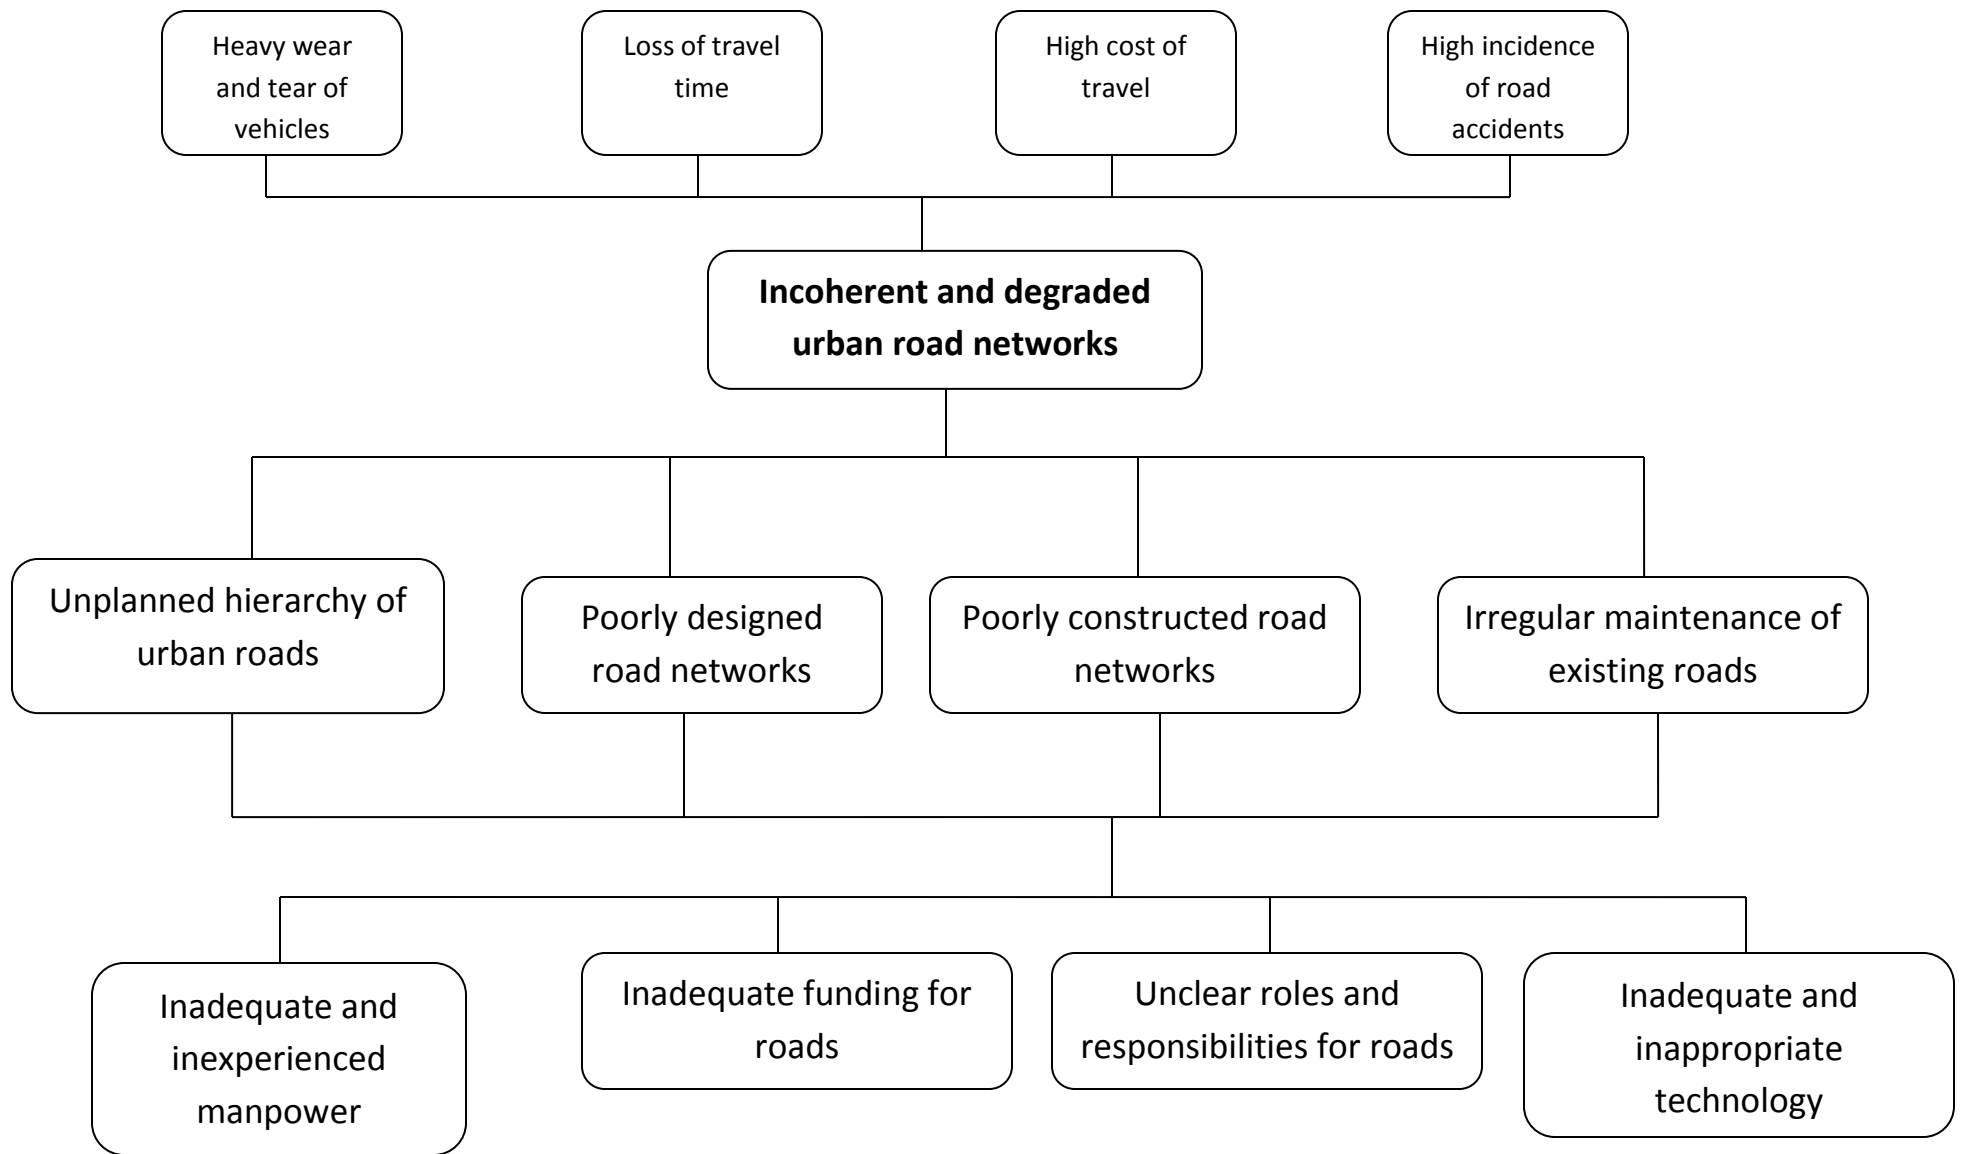 Heavy wear
and tear of
vehicles
Loss of travel
time
High cost of
travel
High incidence
of road
accidents
Incoherent and degraded
urban road networks
Unplanned hierarchy of
urban roads
Poorly designed
road networks
Poorly constructed road
networks
Irregular maintenance of
existing roads
Inadequate and
inexperienced
manpower
Inadequate funding for
roads
Unclear roles and
responsibilities for roads
Inadequate and
inappropriate
technology